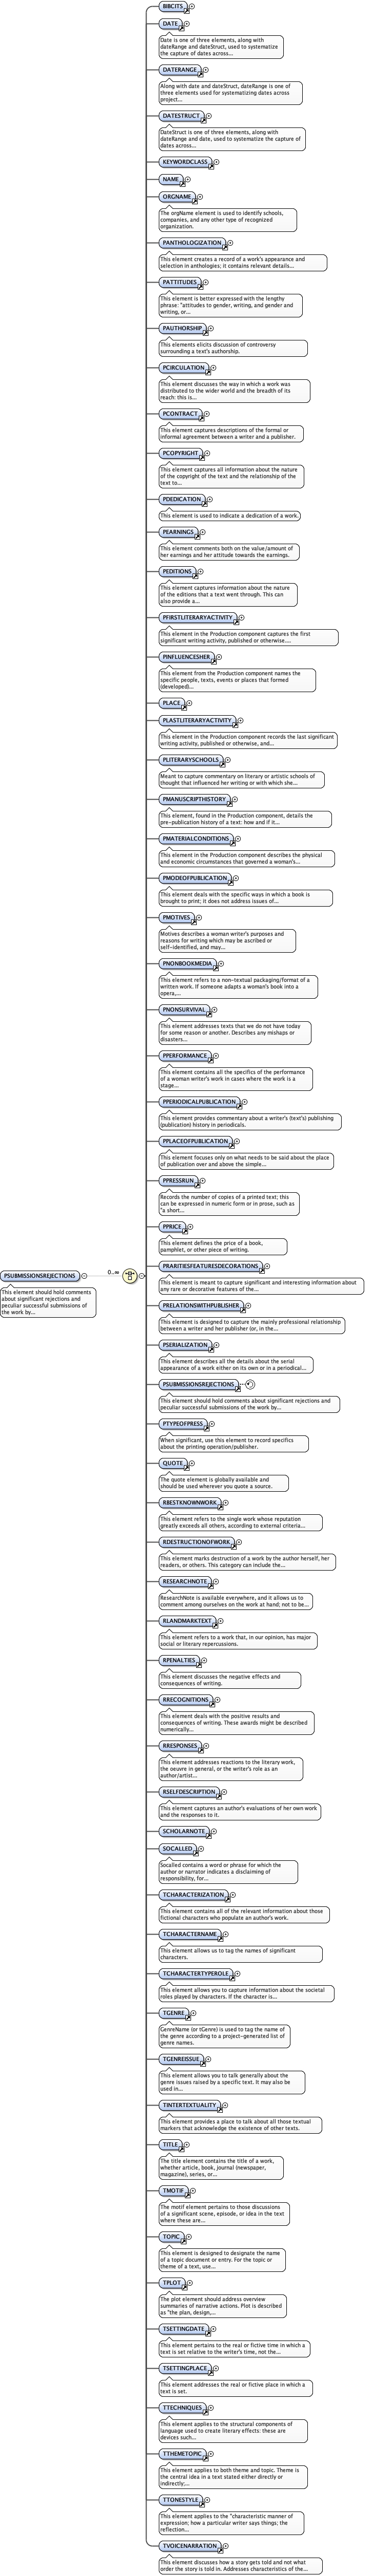 BIBCITS
DATE
Date is one of three elements, along with
dateRange and dateStruct, used to systematize
the capture of dates across...
DATERANGE
Along with date and dateStruct, dateRange is one of
three elements used for systematizing dates across
project...
DATESTRUCT
DateStruct is one of three elements, along with
dateRange and date, used to systematize the capture of
dates across...
KEYWORDCLASS
NAME
ORGNAME
The orgName element is used to identify schools,
companies, and any other type of recognized
organization.
PANTHOLOGIZATION
This element creates a record of a work's appearance and
selection in anthologies; it contains relevant details...
PATTITUDES
This element is better expressed with the lengthy
phrase: "attitudes to gender, writing, and gender and
writing, or...
PAUTHORSHIP
This elements elicits discussion of controversy
surrounding a text's authorship.
PCIRCULATION
This element discusses the way in which a work was
distributed to the wider world and the breadth of its
reach: this is...
PCONTRACT
This element captures descriptions of the formal or
informal agreement between a writer and a publisher.
PCOPYRIGHT
This element captures all information about the nature
of the copyright of the text and the relationship of the
text to...
PDEDICATION
This element is used to indicate a dedication of a work.
PEARNINGS
This element comments both on the value/amount of
her earnings and her attitude towards the earnings.
PEDITIONS
This element captures information about the nature
of the editions that a text went through. This can
also provide a...
PFIRSTLITERARYACTIVITY
This element in the Production component captures the first
significant writing activity, published or otherwise....
PINFLUENCESHER
This element from the Production component names the
specific people, texts, events or places that formed
(developed)...
PLACE
PLASTLITERARYACTIVITY
This element in the Production component records the last significant
writing activity, published or otherwise, and...
PLITERARYSCHOOLS
Meant to capture commentary on literary or artistic schools of
thought that influenced her writing or with which she...
PMANUSCRIPTHISTORY
This element, found in the Production component, details the
pre-publication history of a text: how and if it...
PMATERIALCONDITIONS
This element in the Production component describes the physical
and economic circumstances that governed a woman's...
PMODEOFPUBLICATION
This element deals with the specific ways in which a book is
brought to print; it does not address issues of...
PMOTIVES
Motives describes a woman writer's purposes and
reasons for writing which may be ascribed or
self-identified, and may...
PNONBOOKMEDIA
This element refers to a non-textual packaging/format of a
written work. If someone adapts a woman's book into a
opera,...
PNONSURVIVAL
This element addresses texts that we do not have today
for some reason or another. Describes any mishaps or
disasters...
PPERFORMANCE
This element contains all the specifics of the performance
of a woman writer's work in cases where the work is a
stage...
PPERIODICALPUBLICATION
This element provides commentary about a writer's (text's) publishing
(publication) history in periodicals.
PPLACEOFPUBLICATION
This element focuses only on what needs to be said about the place
of publication over and above the simple...
PPRESSRUN
Records the number of copies of a printed text; this
can be expressed in numeric form or in prose, such as
"a short...
PPRICE
This element defines the price of a book,
pamphlet, or other piece of writing.
PRARITIESFEATURESDECORATIONS
This element is meant to capture significant and interesting information about
any rare or decorative features of the...
PSUBMISSIONSREJECTIONS
0..∞
This element should hold comments
about significant rejections and
peculiar successful submissions of
the work by...
PRELATIONSWITHPUBLISHER
This element is designed to capture the mainly professional relationship
between a writer and her publisher (or, in the...
PSERIALIZATION
This element describes all the details about the serial
appearance of a work either on its own or in a periodical...
PSUBMISSIONSREJECTIONS
This element should hold comments about significant rejections and
peculiar successful submissions of the work by...
PTYPEOFPRESS
When significant, use this element to record specifics
about the printing operation/publisher.
QUOTE
The quote element is globally available and
should be used wherever you quote a source.
RBESTKNOWNWORK
This element refers to the single work whose reputation
greatly exceeds all others, according to external criteria...
RDESTRUCTIONOFWORK
This element marks destruction of a work by the author herself, her
readers, or others. This category can include the...
RESEARCHNOTE
ResearchNote is available everywhere, and it allows us to
comment among ourselves on the work at hand; not to be...
RLANDMARKTEXT
This element refers to a work that, in our opinion, has major
social or literary repercussions.
RPENALTIES
This element discusses the negative effects and
consequences of writing.
RRECOGNITIONS
This element deals with the positive results and
consequences of writing. These awards might be described
numerically...
RRESPONSES
This element addresses reactions to the literary work,
the oeuvre in general, or the writer's role as an
author/artist...
RSELFDESCRIPTION
This element captures an author's evaluations of her own work
and the responses to it.
SCHOLARNOTE
SOCALLED
Socalled contains a word or phrase for which the
author or narrator indicates a disclaiming of
responsibility, for...
TCHARACTERIZATION
This element contains all of the relevant information about those
fictional characters who populate an author's work.
TCHARACTERNAME
This element allows us to tag the names of significant
characters.
TCHARACTERTYPEROLE
This element allows you to capture information about the societal
roles played by characters. If the character is...
TGENRE
GenreName (or tGenre) is used to tag the name of
the genre according to a project-generated list of
genre names.
TGENREISSUE
This element allows you to talk generally about the
genre issues raised by a specific text. It may also be
used in...
TINTERTEXTUALITY
This element provides a place to talk about all those textual
markers that acknowledge the existence of other texts.
TITLE
The title element contains the title of a work,
whether article, book, journal (newspaper,
magazine), series, or...
TMOTIF
The motif element pertains to those discussions
of a significant scene, episode, or idea in the text
where these are...
TOPIC
This element is designed to designate the name
of a topic document or entry. For the topic or
theme of a text, use...
TPLOT
The plot element should address overview
summaries of narrative actions. Plot is described
as "the plan, design,...
TSETTINGDATE
This element pertains to the real or fictive time in which a
text is set relative to the writer's time, not the...
TSETTINGPLACE
This element addresses the real or fictive place in which a
text is set.
TTECHNIQUES
This element applies to the structural components of
language used to create literary effects: these are
devices such...
TTHEMETOPIC
This element applies to both theme and topic. Theme is
the central idea in a text stated either directly or
indirectly;...
TTONESTYLE
This element applies to the "characteristic manner of
expression; how a particular writer says things; the
reflection...
TVOICENARRATION
This element discusses how a story gets told and not what
order the story is told in. Addresses characteristics of the...